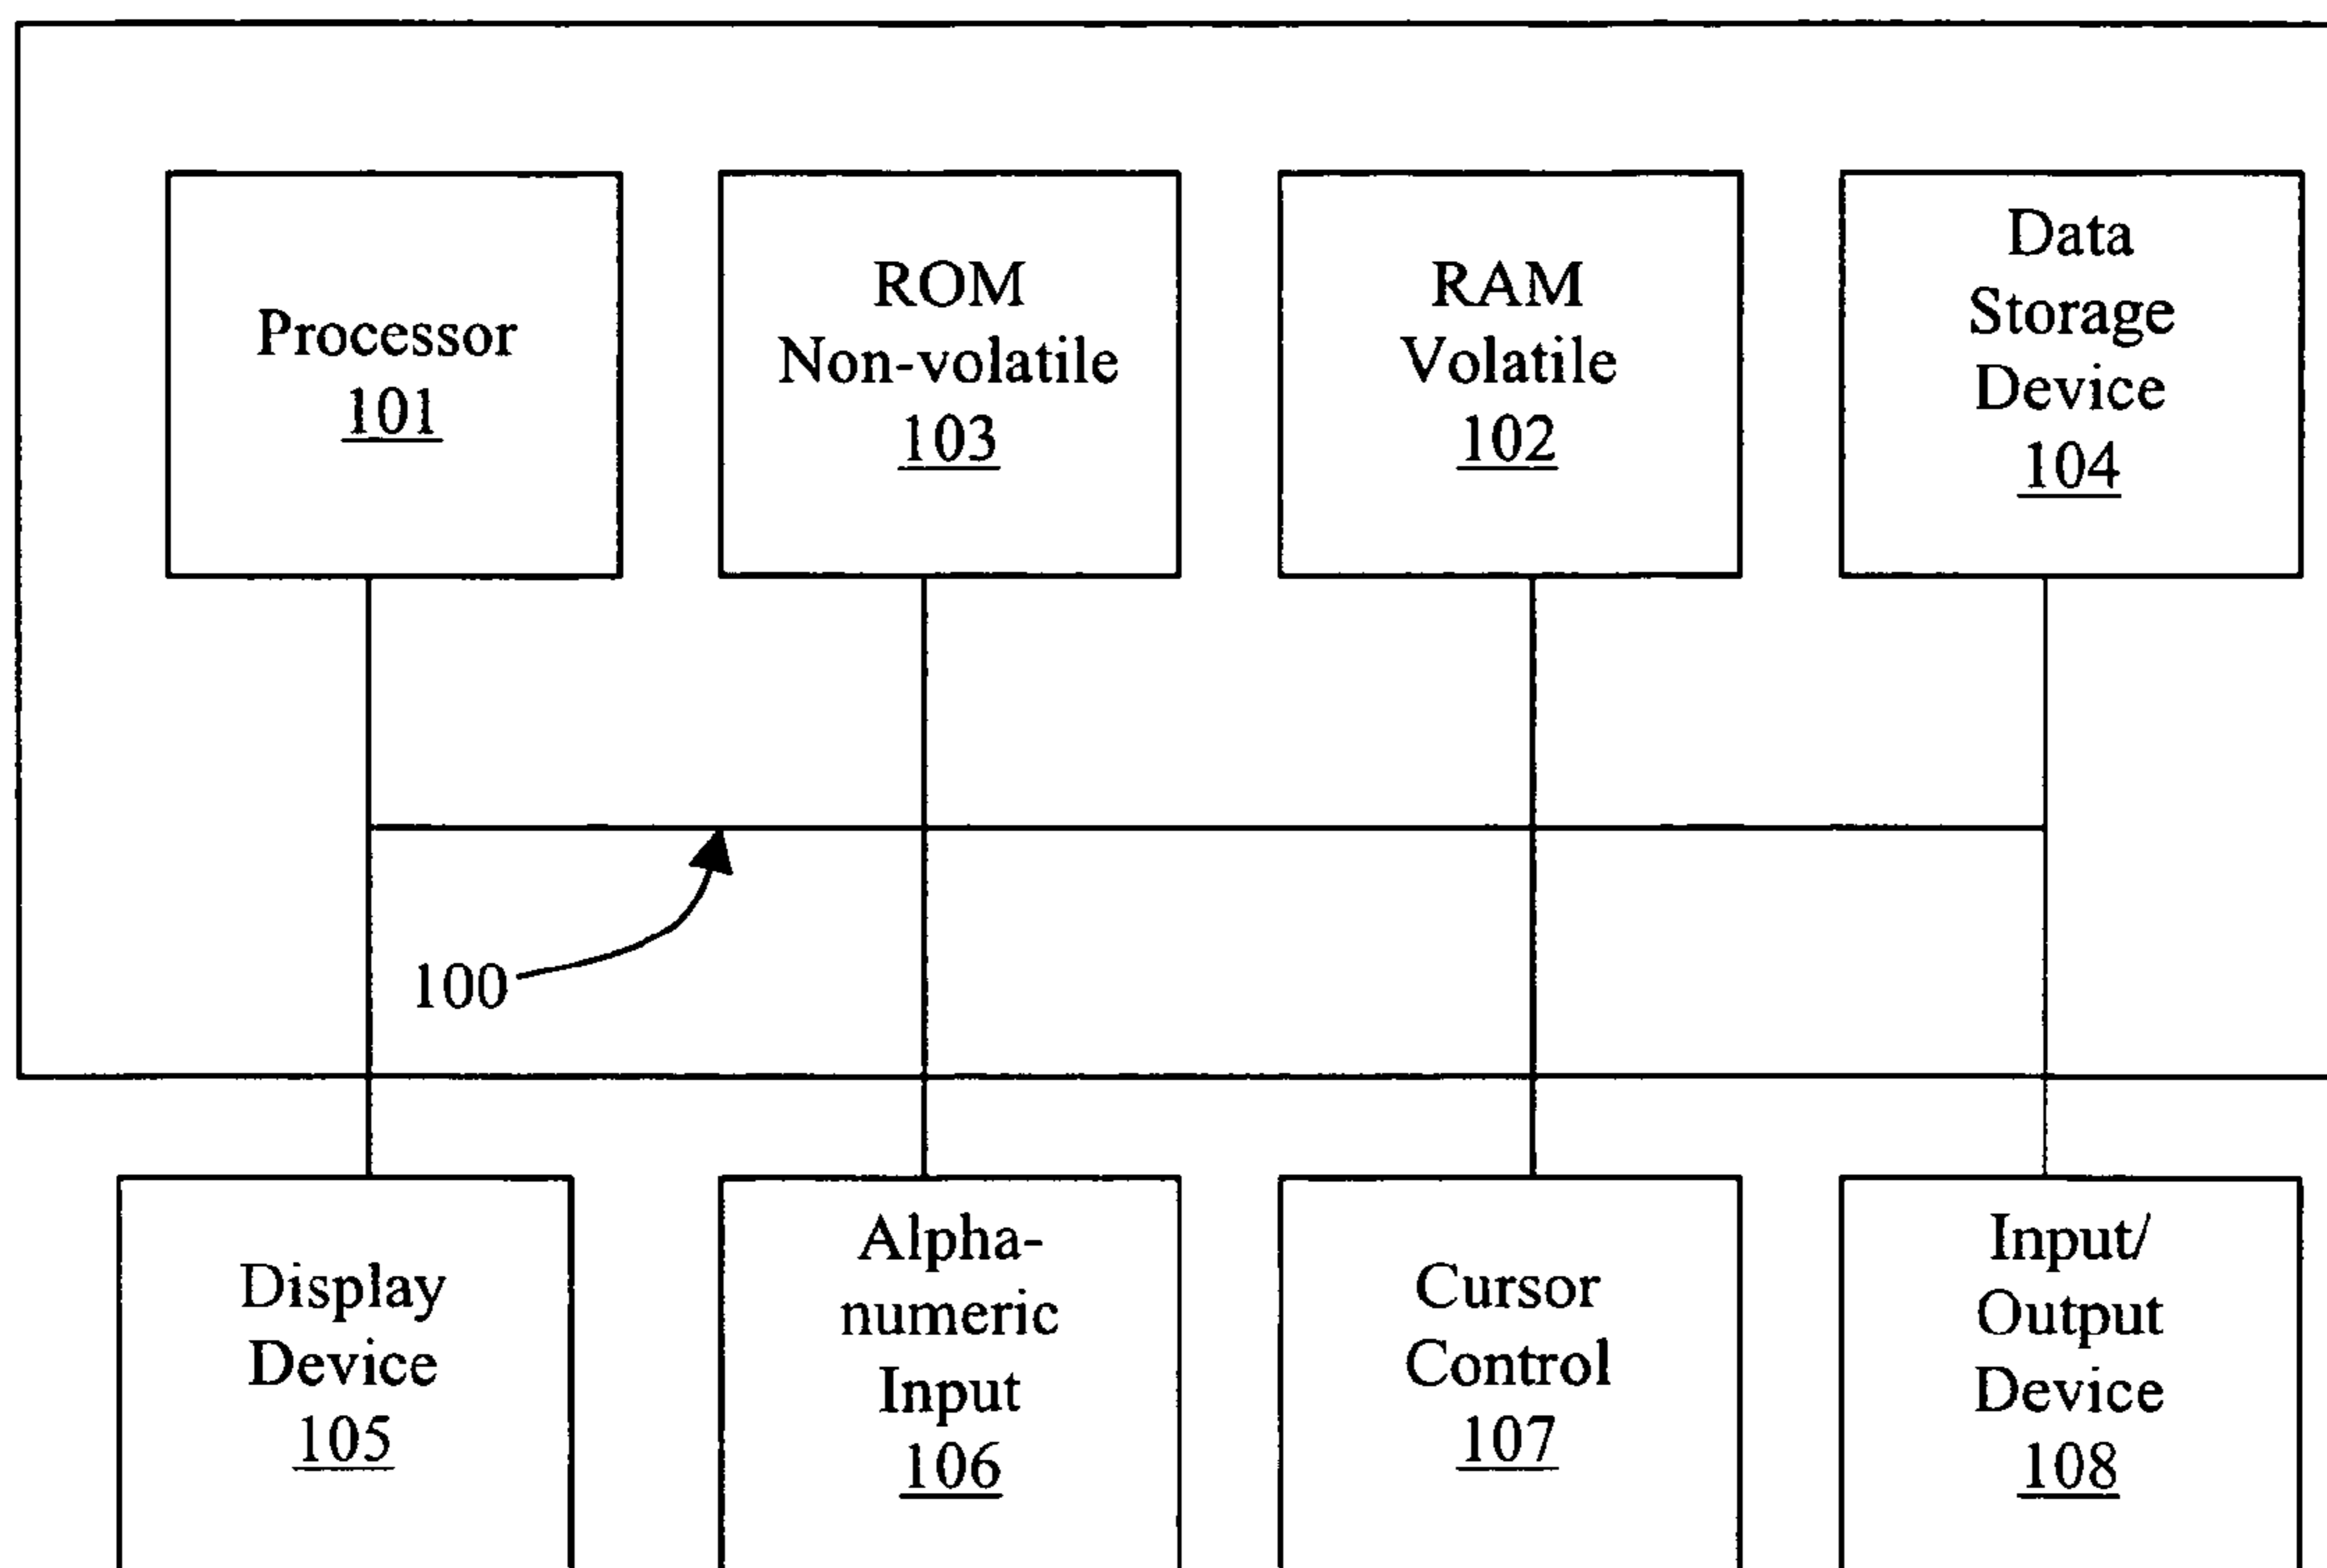 Processor
101
ROM
Non-volatile
103
RAM
Volatile
102
Data
Storage
Device
104
100
Display
Device
105
Alpha-
numeric
Input
106
Cursor
Control
107
Input/
Output
Device
108